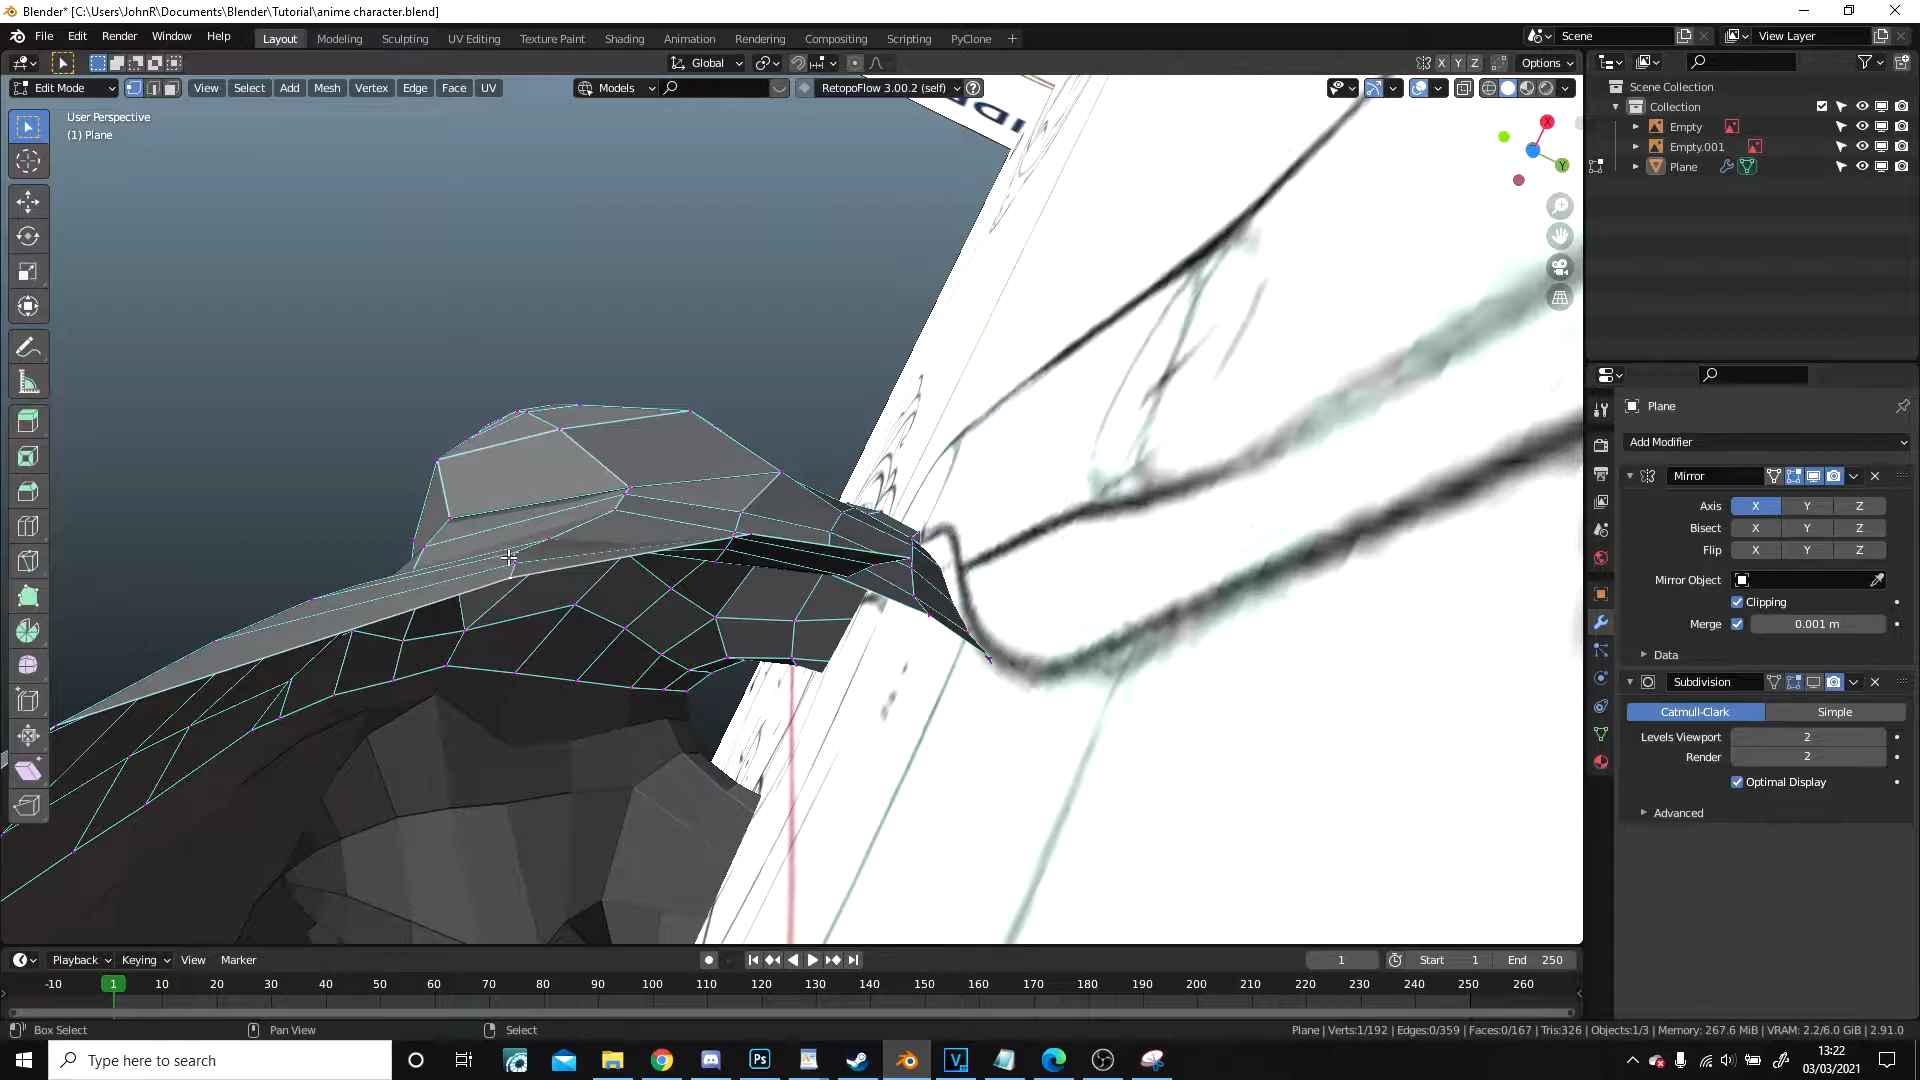 Blender* [C:\Users\JohnR\Documents\Blender\Tutorial\anime character.blend]
File Edit Render Window Help Layout Modeling Sculpting UV Editing Texture Paint Shading Animation Rendering Compositing Scripting PyClone + Scene View Layer
Global X Y Z Options
Edit Mode View Select Add Mesh Vertex Edge Face UV Models RetopoFlow 3.00.2 (self) ?
User Perspective
(1) Plane
X
Y
Scene Collection
Collection
Empty
Empty.001
Plane
Plane
Add Modifier
Mirror
Axis X Y Z
Bisect X Y Z
Flip X Y Z
Mirror Object
Clipping
Merge 0.001 m
Data
Subdivision
Catmull-Clark Simple
Levels Viewport 2
Render 2
Optimal Display
Advanced
Playback Keying View Marker 1 Start 1 End 250
-10 1 10 20 30 40 50 60 70 80 90 100 110 120 130 140 150 160 170 180 190 200 210 220 230 240 250 260
Box Select Pan View Select Plane | Verts:1/192 | Edges:0/359 | Faces:0/167 | Tris:326 | Objects:1/3 | Memory: 267.6 MiB | VRAM: 2.2/6.0 GiB | 2.91.0
Type here to search Ps V 13:22
03/03/2021